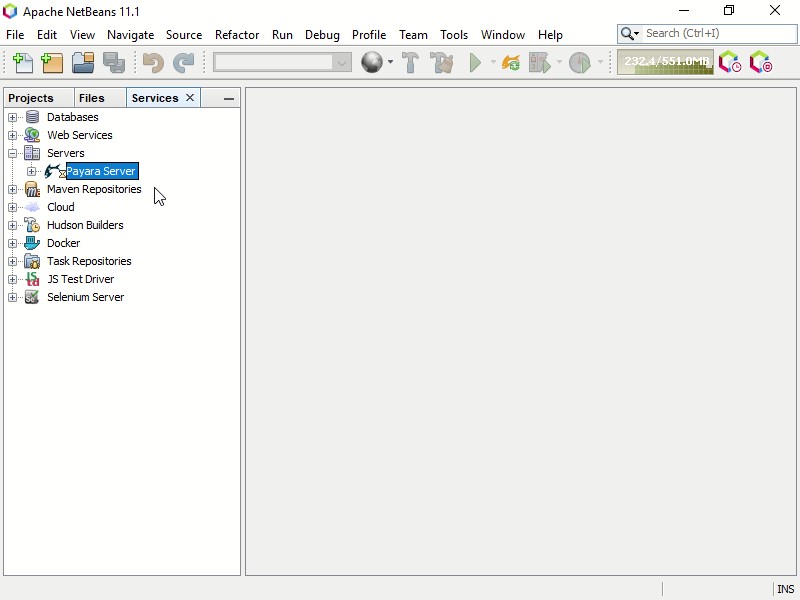 Apache NetBeans 11.1
File Edit View Navigate Source Refactor Run Debug Profile Team Tools Window Help
Search (Ctrl+I)
232.4/551.0MB
Projects Files Services
Databases
Web Services
Servers
Payara Server
Maven Repositories
Cloud
Hudson Builders
Docker
Task Repositories
JS Test Driver
Selenium Server
INS